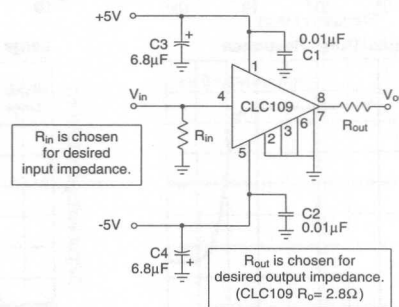 +5V
C3
6.8µF
+
0.01µF
C1
1
Vin
4
CLC109
8
7
Vo
Rin
2
3
6
Rout
5
Rin is chosen
for desired
input impedance.
-5V
C2
0.01µF
C4
6.8µF
+
Rout is chosen for
desired output impedance.
(CLC109 Ro= 2.8Ω)